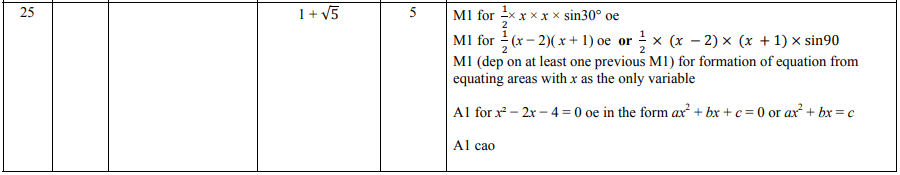 25 1 + √5 5 M1 for ½× x × x × sin30° oe
M1 for ½ (x – 2)( x + 1) oe or ½ × (x − 2) × (x + 1) × sin90
M1 (dep on at least one previous M1) for formation of equation from
equating areas with x as the only variable
A1 for x² – 2x – 4 = 0 oe in the form ax² + bx + c = 0 or ax² + bx = c
A1 cao